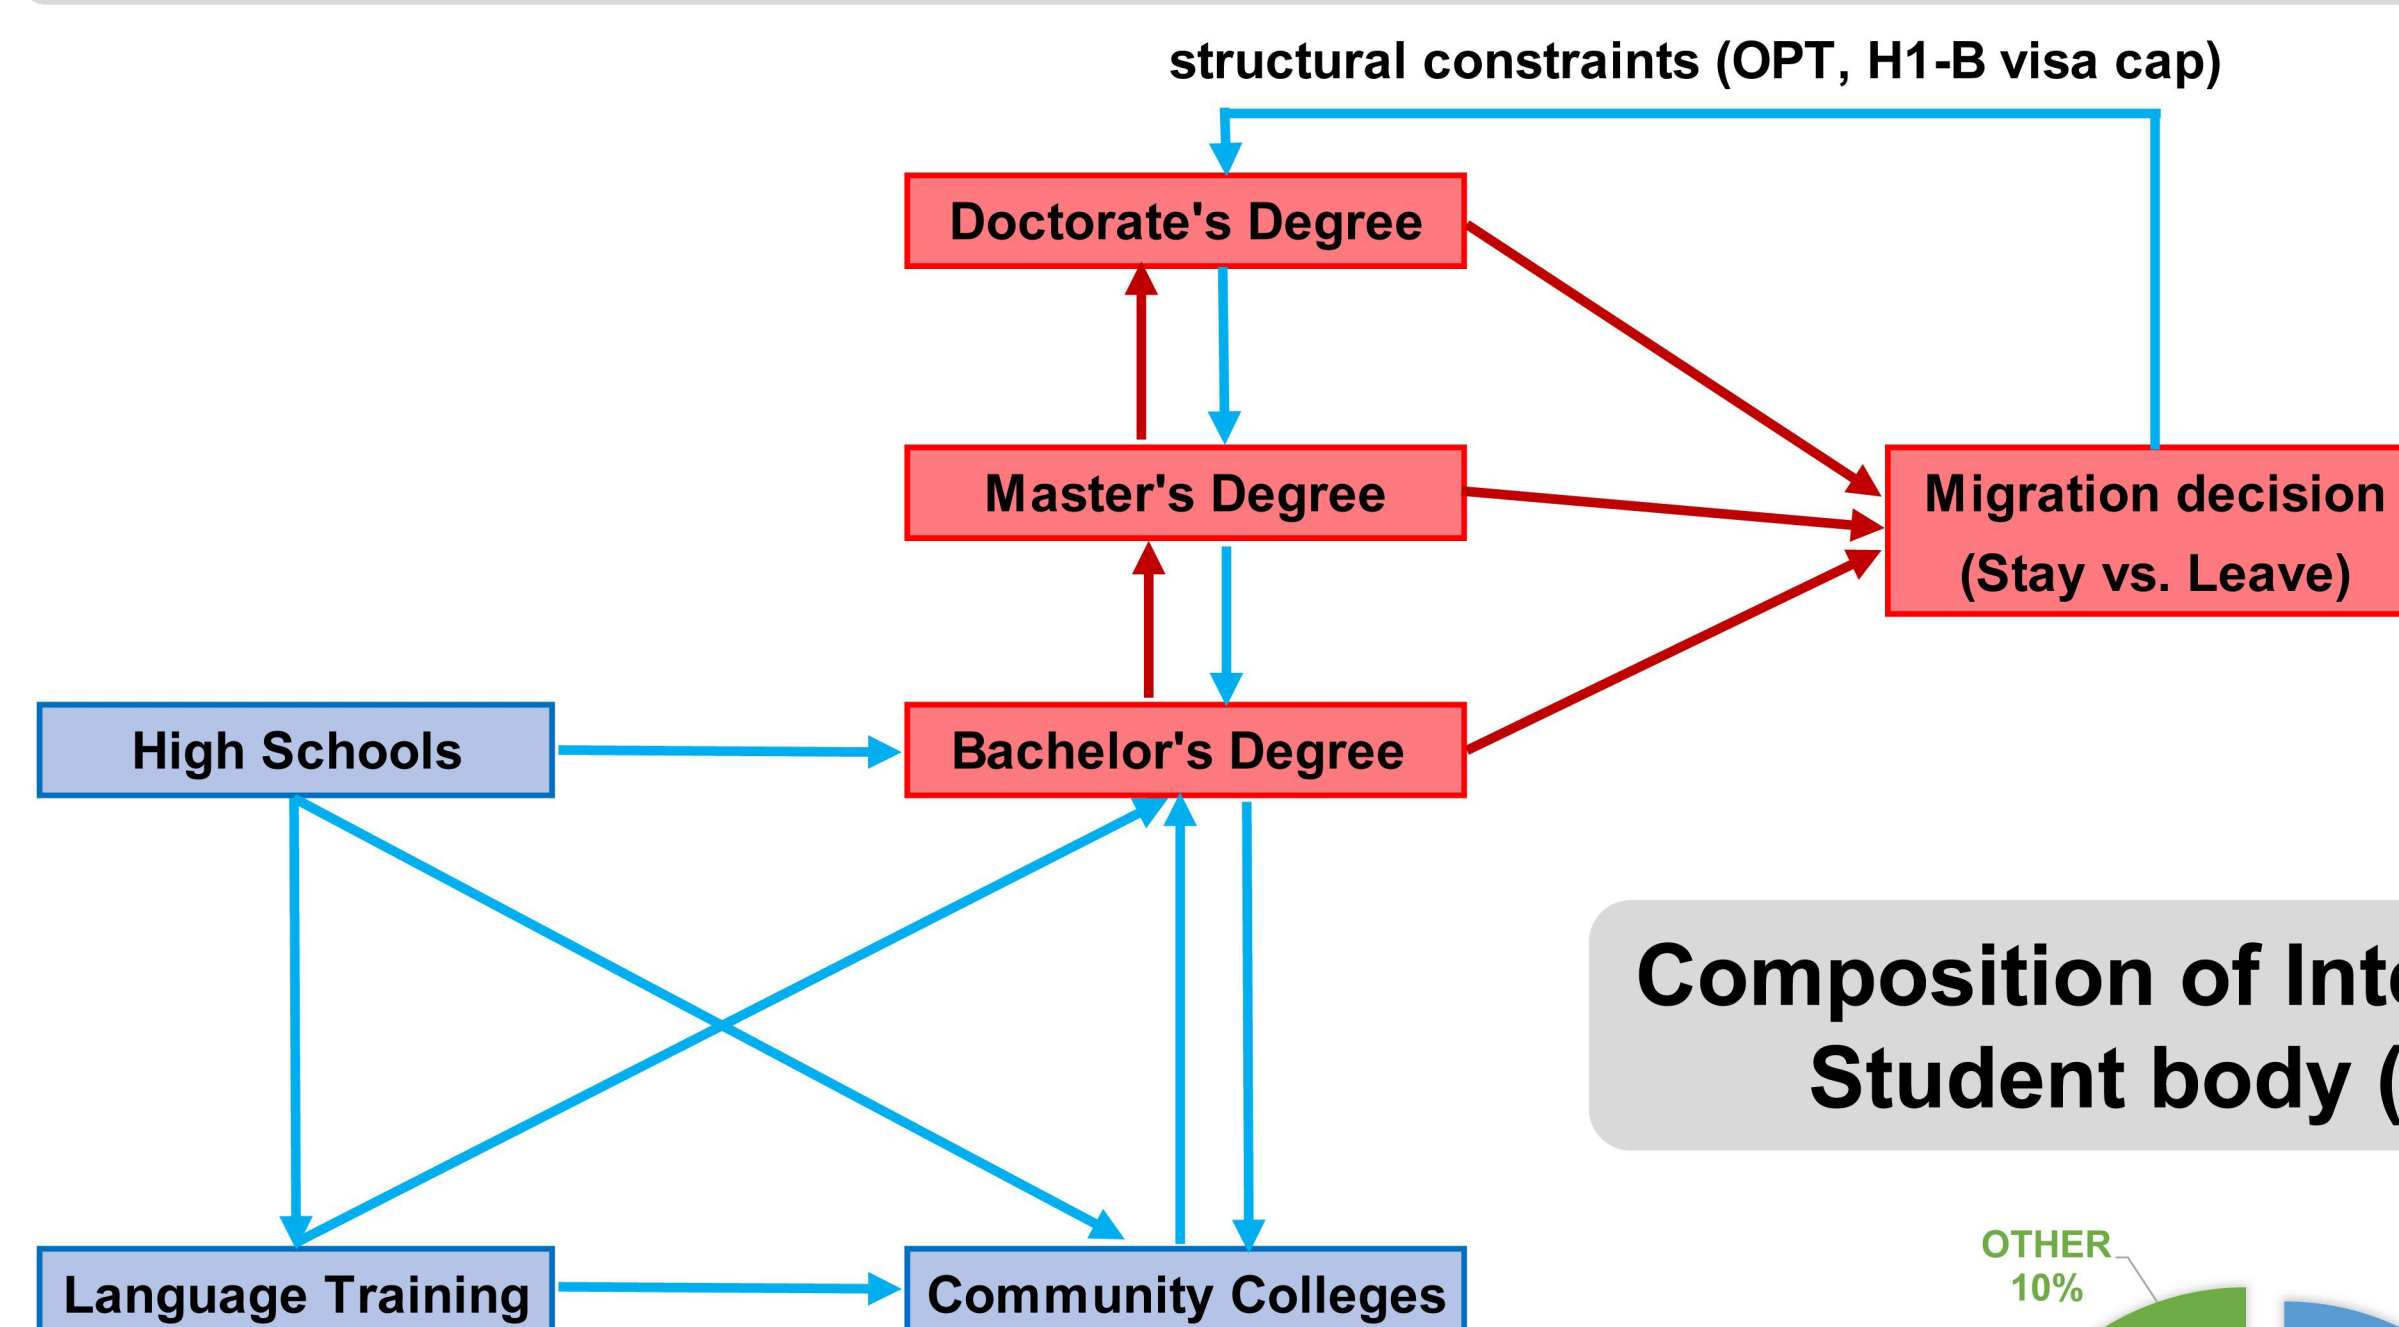 structural constraints (OPT, H1-B visa cap)
Doctorate's Degree
Master's Degree
Migration decision
(Stay vs. Leave)
High Schools
Bachelor's Degree
Composition of Inte
Student body (
OTHER
10%
Language Training
Community Colleges